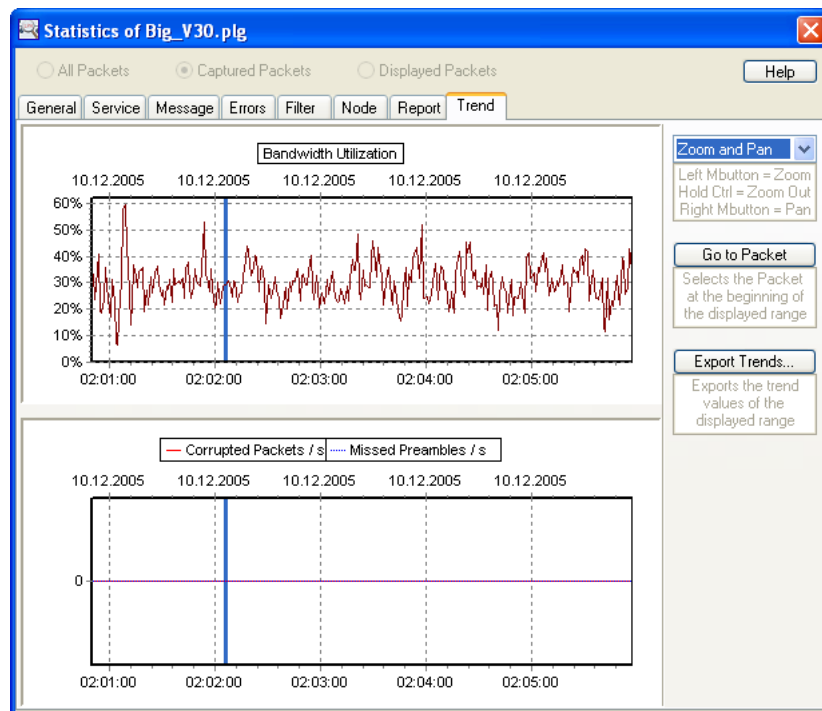 Statistics of Big_V30.plg
All Packets Captured Packets Displayed Packets Help
General Service Message Errors Filter Node Report Trend
Bandwidth Utilization
10.12.2005 10.12.2005 10.12.2005 10.12.2005 10.12.2005
60%
50%
40%
30%
20%
10%
0%
02:01:00 02:02:00 02:03:00 02:04:00 02:05:00
Zoom and Pan
Left Mbutton = Zoom
Hold Ctrl = Zoom Out
Right Mbutton = Pan
Go to Packet
Selects the Packet
at the beginning of
the displayed range
Export Trends...
Exports the trend
values of the
displayed range
Corrupted Packets / s Missed Preambles / s
10.12.2005 10.12.2005 10.12.2005 10.12.2005 10.12.2005
0
02:01:00 02:02:00 02:03:00 02:04:00 02:05:00